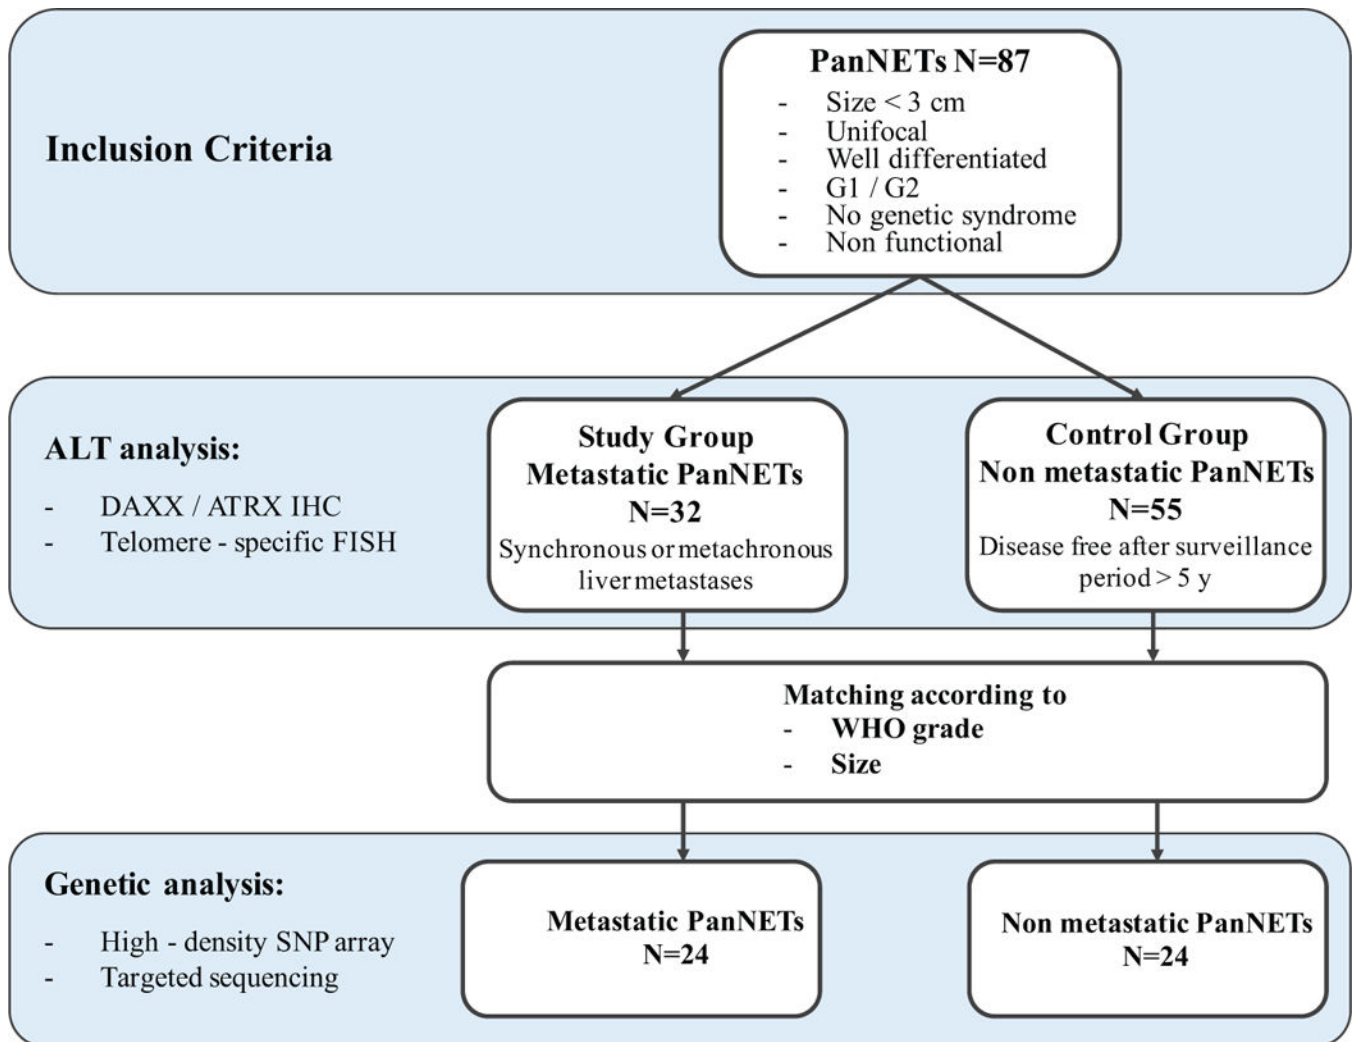 Inclusion Criteria
PanNETs N=87
- Size < 3 cm
- Unifocal
- Well differentiated
- G1 / G2
- No genetic syndrome
- Non functional
ALT analysis:
- DAXX / ATRX IHC
- Telomere - specific FISH
Study Group
Metastatic PanNETs
N=32
Synchronous or metachronous
liver metastases
Control Group
Non metastatic PanNETs
N=55
Disease free after surveillance
period > 5 y
Matching according to
- WHO grade
- Size
Genetic analysis:
- High - density SNP array
- Targeted sequencing
Metastatic PanNETs
N=24
Non metastatic PanNETs
N=24